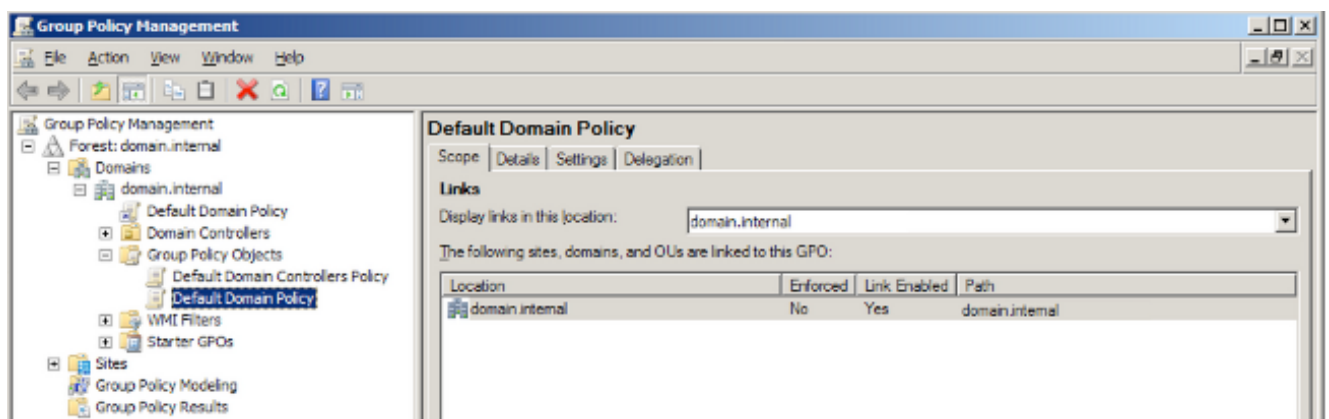 Group Policy Management
File Action View Window Help
Group Policy Management
Forest: domain.internal
Domains
domain.internal
Default Domain Policy
Domain Controllers
Group Policy Objects
Default Domain Controllers Policy
Default Domain Policy
WMI Filters
Starter GPOs
Sites
Group Policy Modeling
Group Policy Results
Default Domain Policy
Scope Details Settings Delegation
Links
Display links in this location: domain.internal
The following sites, domains, and OUs are linked to this GPO:
Location Enforced Link Enabled Path
domain.internal No Yes domain.internal